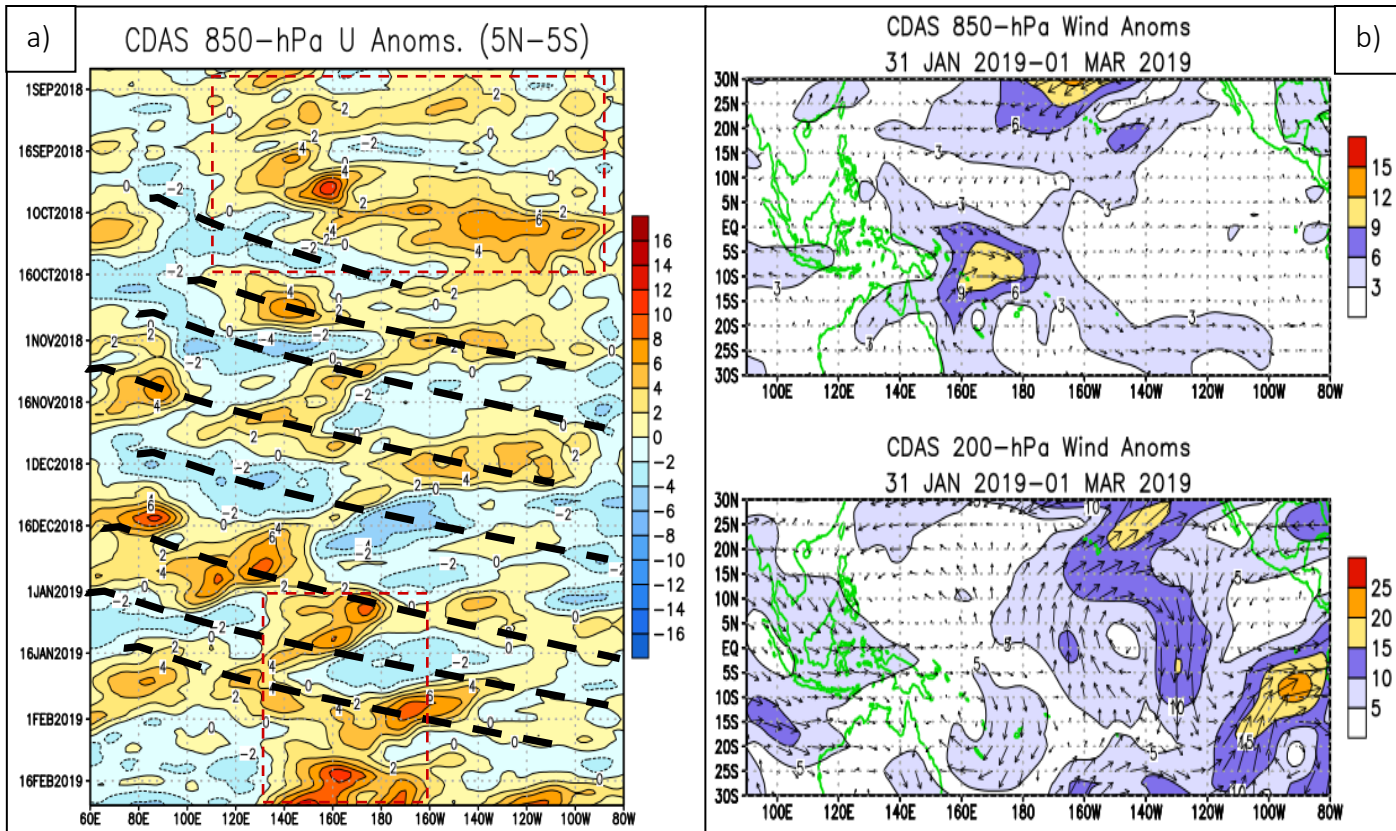 a)
CDAS 850-hPa U Anoms. (5N-5S)
1SEP2018
16SEP2018
1OCT2018
16OCT2018
1NOV2018
16NOV2018
1DEC2018
16DEC2018
1JAN2019
16JAN2019
1FEB2019
16FEB2019
60E 80E 100E 120E 140E 160E 180 160W 140W 120W 100W 80W
16
14
12
10
8
6
4
2
0
-2
-4
-6
-8
-10
-12
-14
-16
b)
CDAS 850-hPa Wind Anoms
31 JAN 2019-01 MAR 2019
30N
25N
20N
15N
10N
5N
EQ
5S
10S
15S
20S
25S
30S
100E 120E 140E 160E 180 160W 140W 120W 100W 80W
15
12
9
6
3
CDAS 200-hPa Wind Anoms
31 JAN 2019-01 MAR 2019
30N
25N
20N
15N
10N
5N
EQ
5S
10S
15S
20S
25S
30S
100E 120E 140E 160E 180 160W 140W 120W 100W 80W
25
20
15
10
5